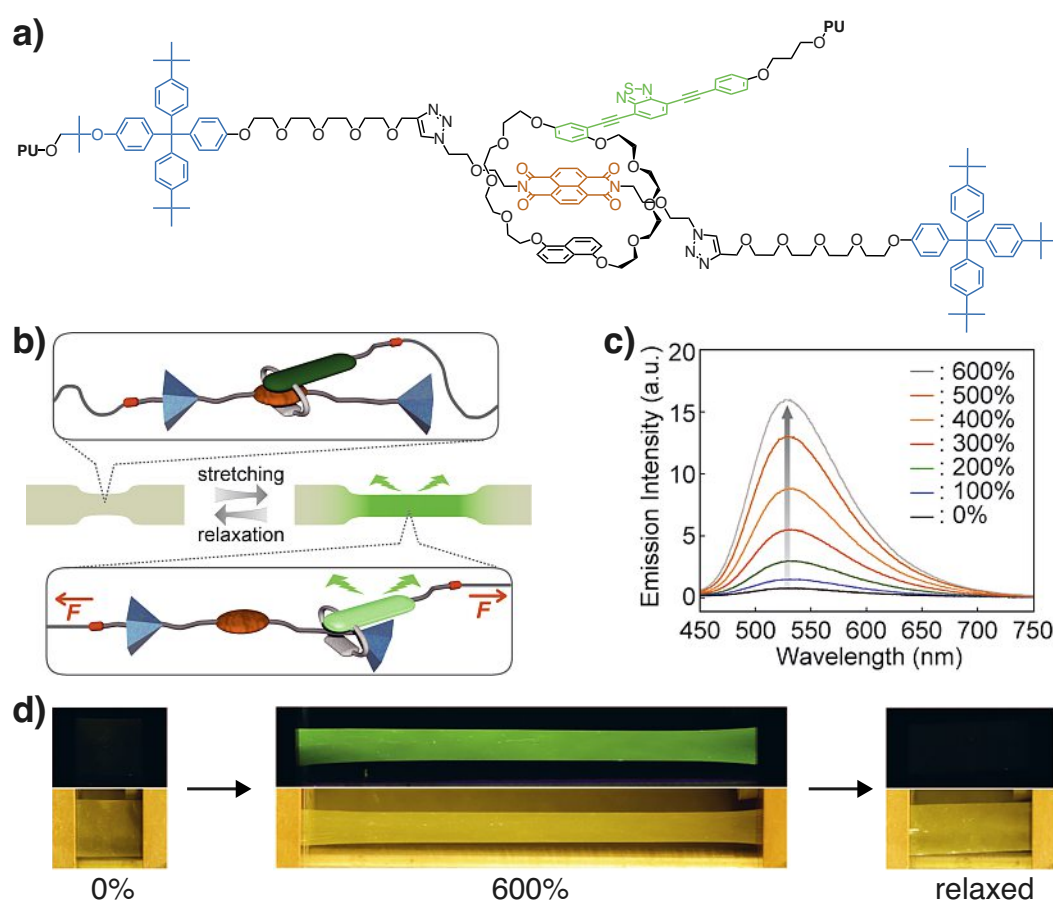 a)
PU
O
O
O
O
O
O
O
O
N
N
N
O
PU
O
N
S
N
O
O
O
O
O
O
O
O
N
N
O
O
O
O
O
O
O
O
N
N
N
O
O
O
O
O
b)
stretching
relaxation
F
F
c)
Emission Intensity (a.u.)
20
15
10
5
0
: 600%
: 500%
: 400%
: 300%
: 200%
: 100%
: 0%
450 500 550 600 650 700 750
Wavelength (nm)
d)
0%
600%
relaxed